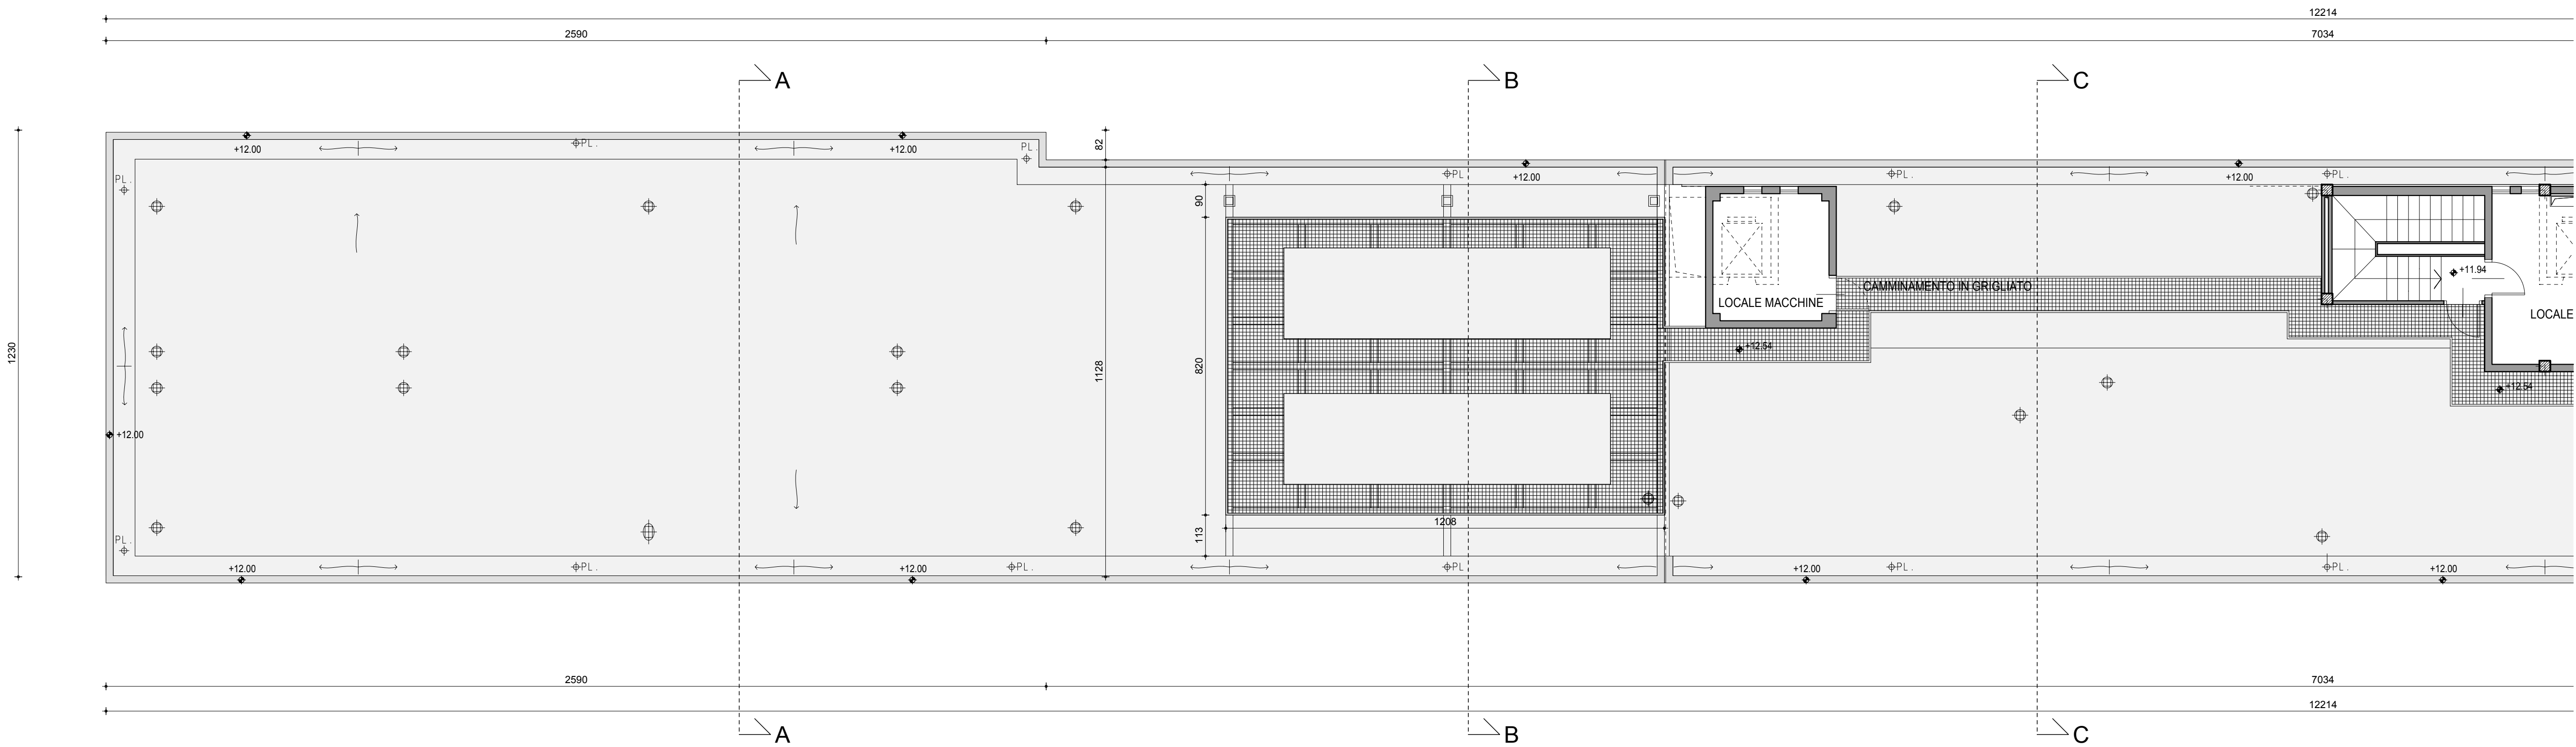 12214
2590
7034
A
B
C
82
+12.00
PL.
+12.00
PL.
PL
+12.00
PL.
+12.00
PL.
PL.
90
+11.94
CAMMINAMENTO IN GRIGLIATO
LOCALE MACCHINE
LOCALE
+12.54
1230
1128
820
+12.54
+12.00
1208
113
PL.
+12.00
PL.
+12.00
PL.
PL
+12.00
PL.
PL.
+12.00
2590
7034
12214
A
B
C